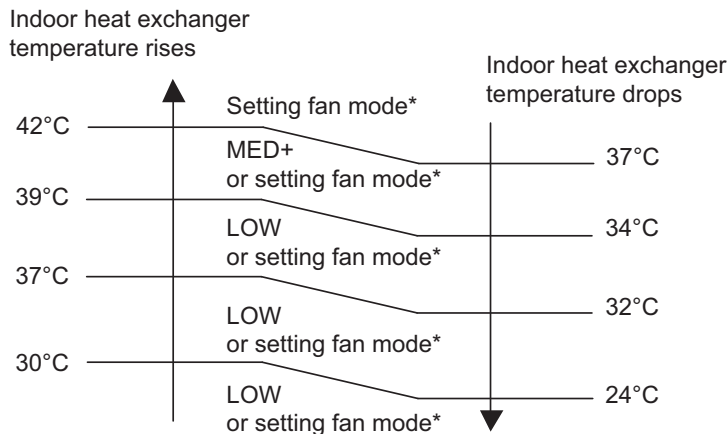 Indoor heat exchanger
temperature rises
Indoor heat exchanger
temperature drops
Setting fan mode*
42°C
MED+
or setting fan mode*
37°C
39°C
LOW
or setting fan mode*
34°C
37°C
LOW
or setting fan mode*
32°C
30°C
LOW
or setting fan mode*
24°C